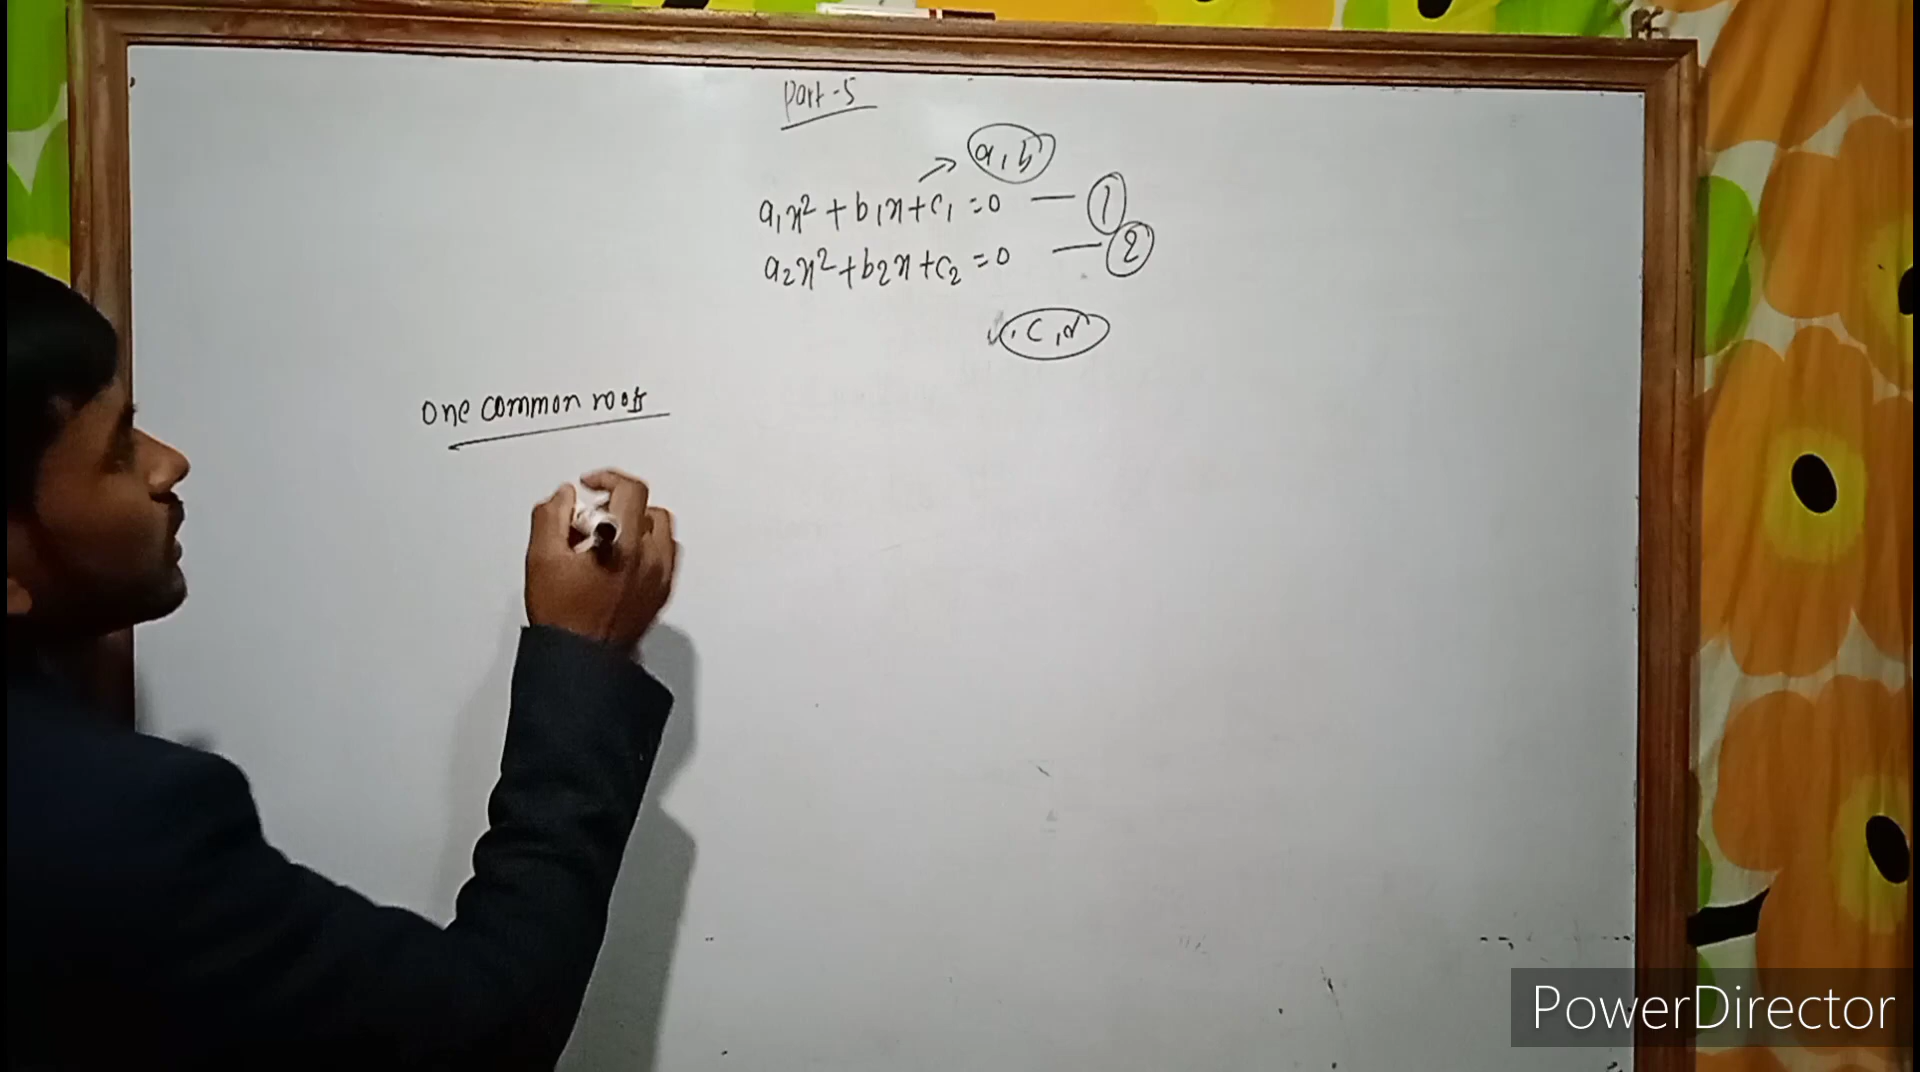 Part-5
a,b
a₁x²+b₁x+c₁=0 — 1
a₂x²+b₂x+c₂=0 — 2
c,d
One common roots
PowerDirector